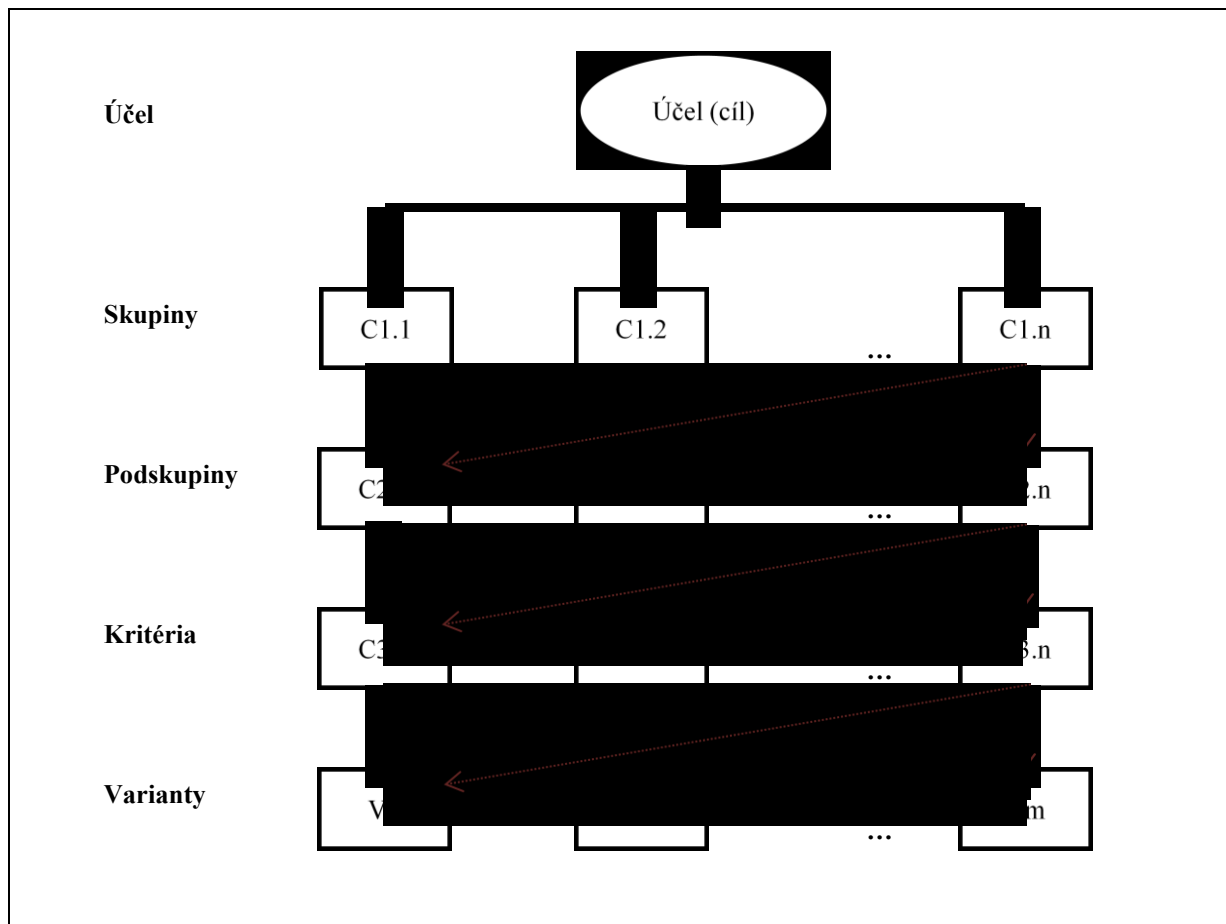 Účel
Účel (cíl)
Skupiny
C1.1
C1.2
...
C1.n
Podskupiny
...
Kritéria
...
Varianty
...